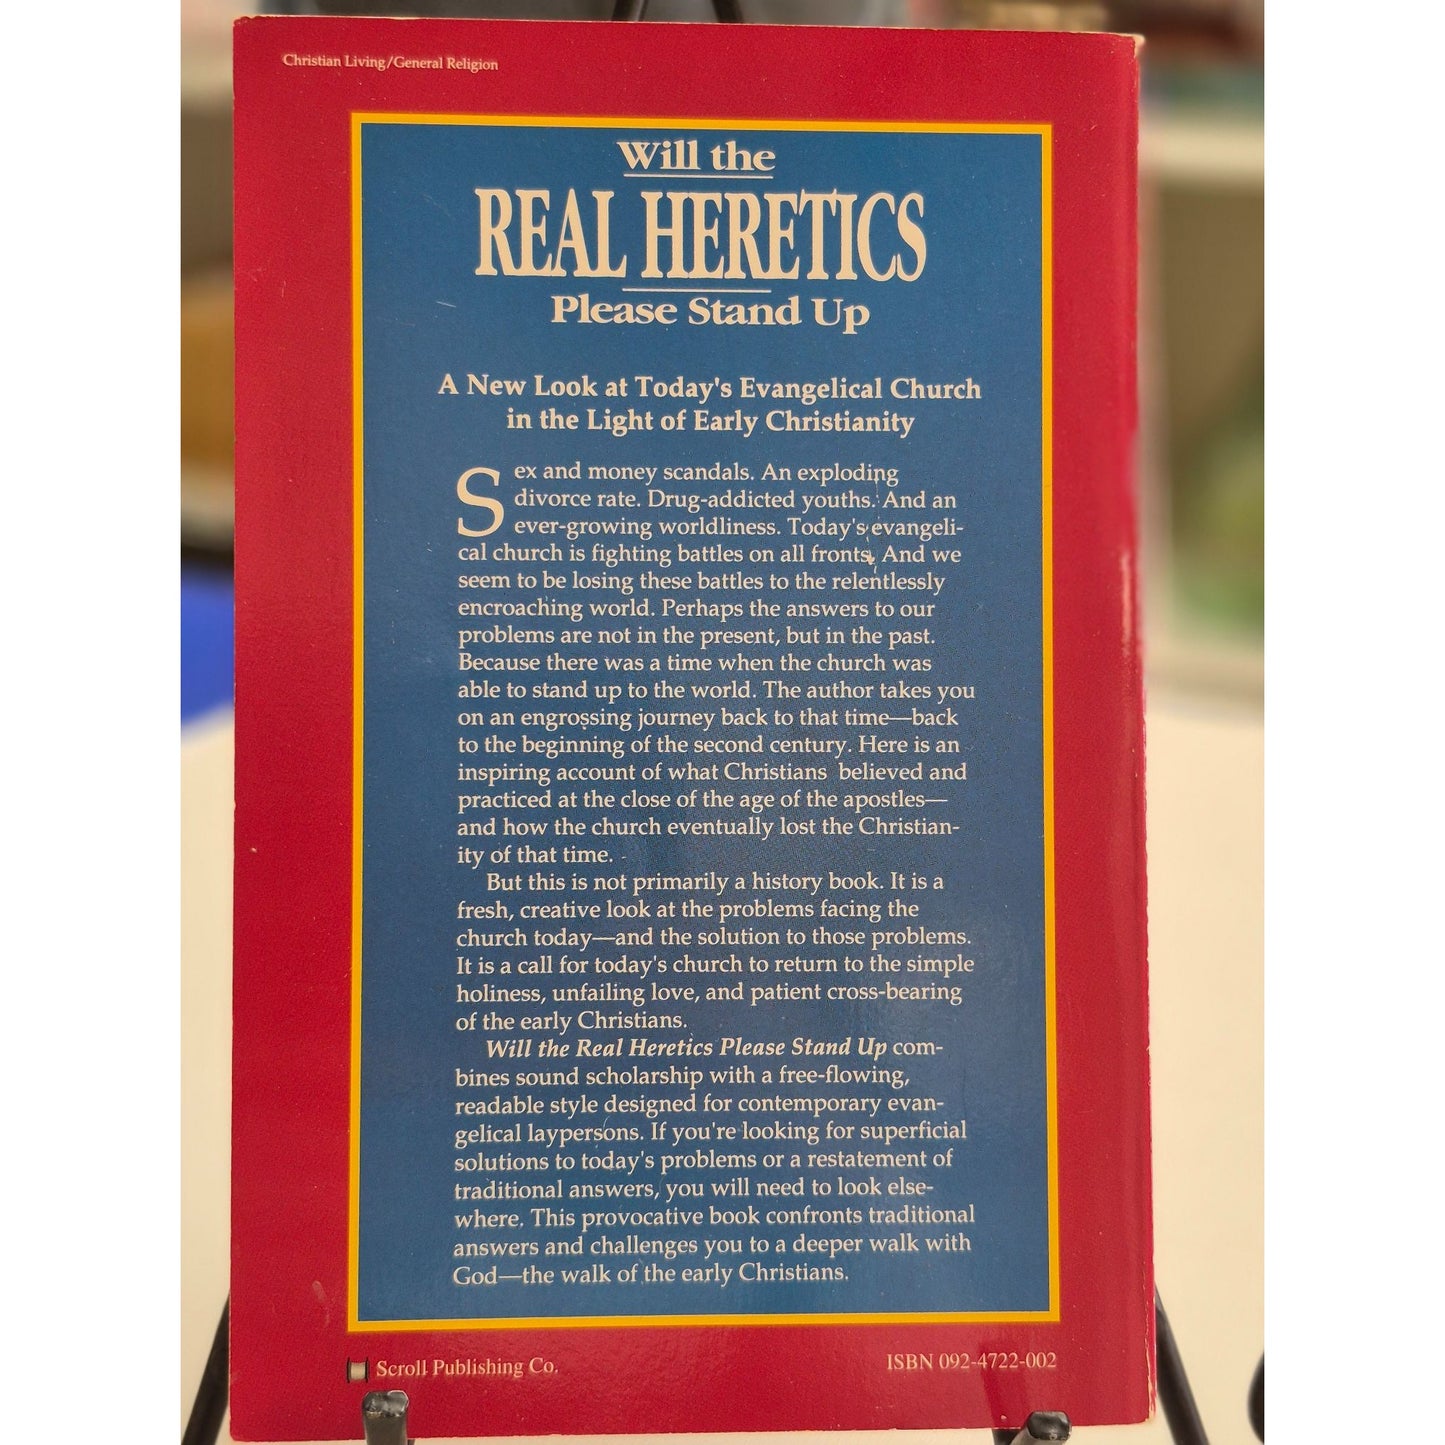 Christian Living/General Religion
Will the
REAL HERETICS
Please Stand Up
A New Look at Today's Evangelical Church
in the Light of Early Christianity
Sex and money scandals. An exploding
divorce rate. Drug-addicted youths. And an
ever-growing worldliness. Today's evangeli-
cal church is fighting battles on all fronts. And we
seem to be losing these battles to the relentlessly
encroaching world. Perhaps the answers to our
problems are not in the present, but in the past.
Because there was a time when the church was
able to stand up to the world. The author takes you
on an engrossing journey back to that time—back
to the beginning of the second century. Here is an
inspiring account of what Christians believed and
practiced at the close of the age of the apostles—
and how the church eventually lost the Christian-
ity of that time.
But this is not primarily a history book. It is a
fresh, creative look at the problems facing the
church today—and the solution to those problems.
It is a call for today's church to return to the simple
holiness, unfailing love, and patient cross-bearing
of the early Christians.
Will the Real Heretics Please Stand Up com-
bines sound scholarship with a free-flowing,
readable style designed for contemporary evan-
gelical laypersons. If you're looking for superficial
solutions to today's problems or a restatement of
traditional answers, you will need to look else-
where. This provocative book confronts traditional
answers and challenges you to a deeper walk with
God—the walk of the early Christians.
Scroll Publishing Co.
ISBN 092-4722-002